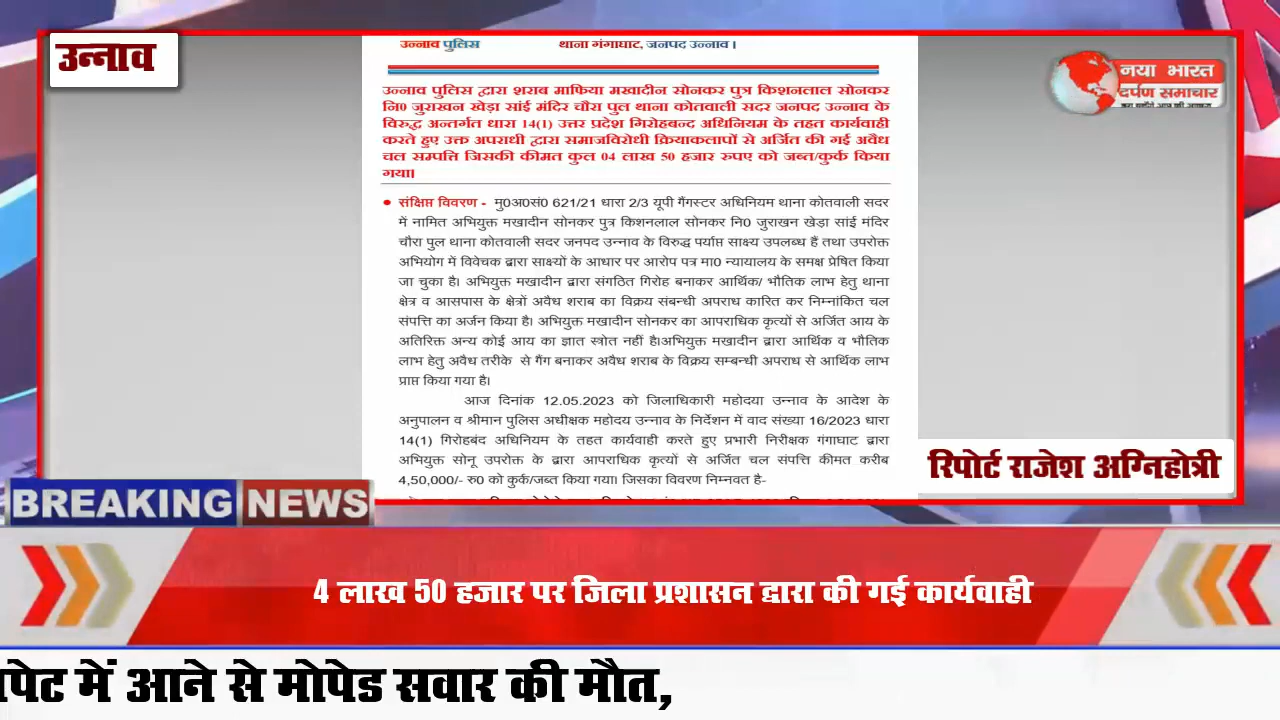 उन्नाव
उन्नाव पुलिस थाना गंगाघाट, जनपद उन्नाव।
नया भारत
दर्पण समाचार
उन्नाव पुलिस द्वारा शराब माफिया मखादीन सोनकर पुत्र किशनलाल सोनकर
नि0 जुराखन खेड़ा सांई मंदिर चौरा पुल थाना कोतवाली सदर जनपद उन्नाव के
विरुद्ध अन्तर्गत धारा 14(1) उत्तर प्रदेश गिरोहबन्द अधिनियम के तहत कार्यवाही
करते हुए उक्त अपराधी द्वारा समाजविरोधी क्रियाकलापों से अर्जित की गई अवैध
चल सम्पत्ति जिसकी कीमत कुल 04 लाख 50 हजार रुपए को जब्त/कुर्क किया
गया।
संक्षिप्त विवरण - मु0अ0सं0 621/21 धारा 2/3 यूपी गैंगस्टर अधिनियम थाना कोतवाली सदर
में नामित अभियुक्त मखादीन सोनकर पुत्र किशनलाल सोनकर नि0 जुराखन खेड़ा सांई मंदिर
चौरा पुल थाना कोतवाली सदर जनपद उन्नाव के विरुद्ध पर्याप्त साक्ष्य उपलब्ध हैं तथा उपरोक्त
अभियोग में विवेचक द्वारा साक्ष्यों के आधार पर आरोप पत्र मा0 न्यायालय के समक्ष प्रेषित किया
जा चुका है। अभियुक्त मखादीन द्वारा संगठित गिरोह बनाकर आर्थिक/ भौतिक लाभ हेतु थाना
क्षेत्र व आसपास के क्षेत्रों अवैध शराब का विक्रय संबन्धी अपराध कारित कर निम्नांकित चल
संपत्ति का अर्जन किया है। अभियुक्त मखादीन सोनकर का आपराधिक कृत्यों से अर्जित आय के
अतिरिक्त अन्य कोई आय का ज्ञात स्त्रोत नहीं है।अभियुक्त मखादीन द्वारा आर्थिक व भौतिक
लाभ हेतु अवैध तरीके से गैंग बनाकर अवैध शराब के विक्रय सम्बन्धी अपराध से आर्थिक लाभ
प्राप्त किया गया है।
आज दिनांक 12.05.2023 को जिलाधिकारी महोदया उन्नाव के आदेश के
अनुपालन व श्रीमान पुलिस अधीक्षक महोदय उन्नाव के निर्देशन में वाद संख्या 16/2023 धारा
14(1) गिरोहबंद अधिनियम के तहत कार्यवाही करते हुए प्रभारी निरीक्षक गंगाघाट द्वारा
अभियुक्त सोनू उपरोक्त के द्वारा आपराधिक कृत्यों से अर्जित चल संपत्ति कीमत करीब
4,50,000/- रु0 को कुर्क/जब्त किया गया। जिसका विवरण निम्नवत है-
रिपोर्ट राजेश अग्निहोत्री
BREAKING NEWS
4 लाख 50 हजार पर जिला प्रशासन द्वारा की गई कार्यवाही
पेट में आने से मोपेड सवार की मौत,